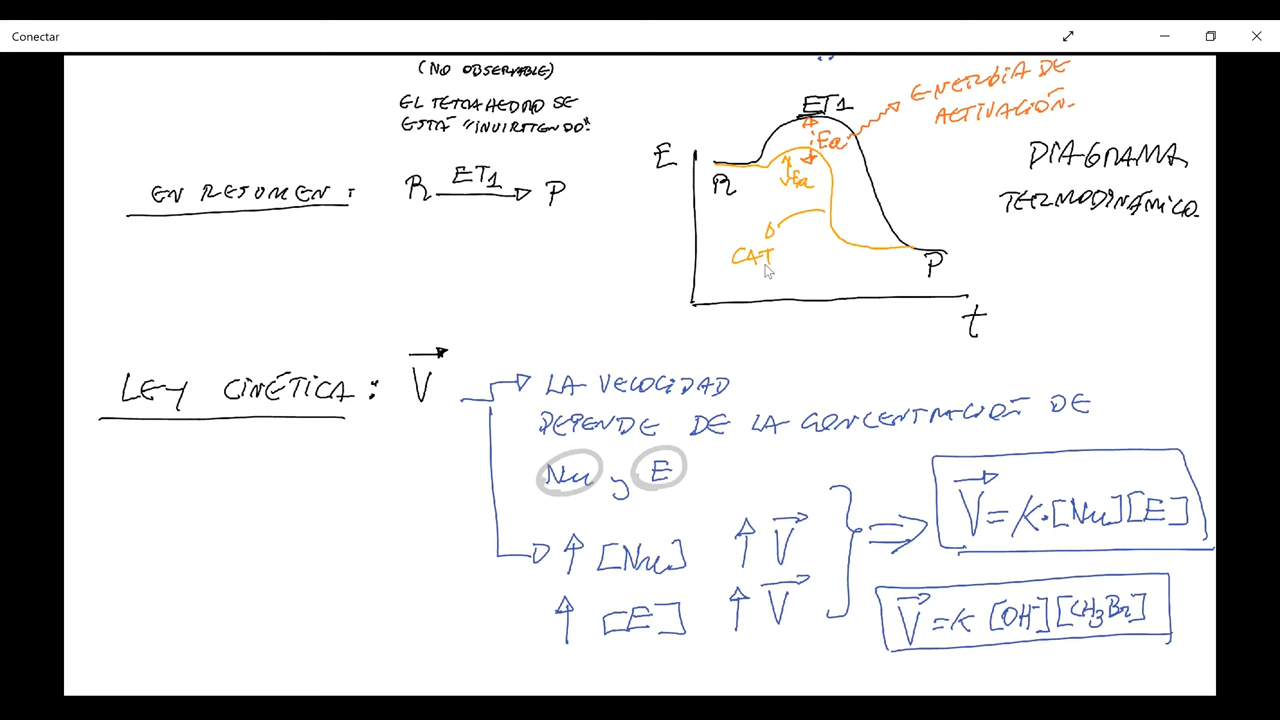 Conectar
(NO OBSERVABLE)
EL TETRAHEDRO SE
ESTÁ "INVIRTIENDO".
EN RESUMEN: R ET1 P
E
R
ET1
Ea
Ea
CAT
P
t
ENERGÍA DE
ACTIVACIÓN.
DIAGRAMA
TERMODINÁMICO.
LEY CINÉTICA: V
LA VELOCIDAD
DEPENDE DE LA CONCENTRACIÓN DE
Nu y E
↑ [Nu] ↑ V
↑ [E] ↑ V
V = K·[Nu][E]
V = K [OH⁻][CH₃Br]